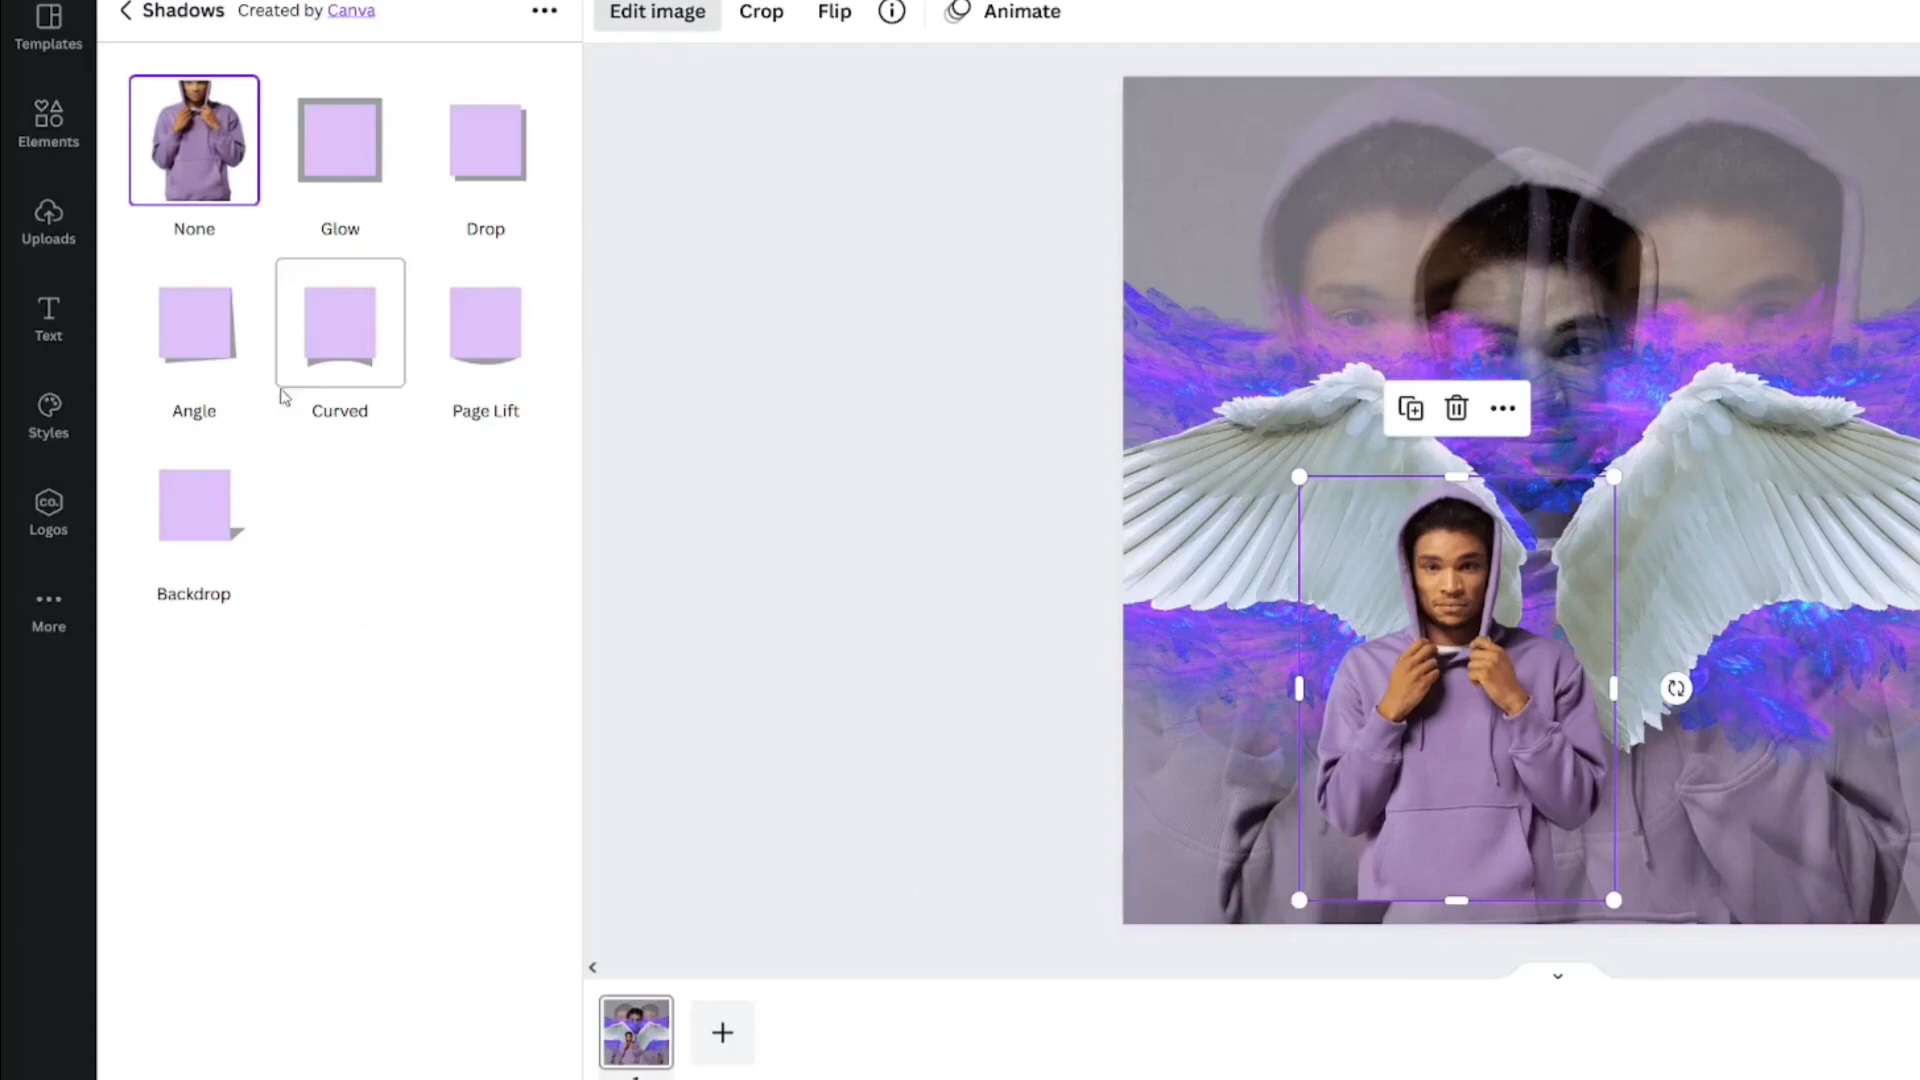 Templates
Elements
Uploads
Text
Styles
CO.
Logos
More
Shadows Created by Canva
None
Glow
Drop
Angle
Curved
Page Lift
Backdrop
Edit image
Crop
Flip
Animate